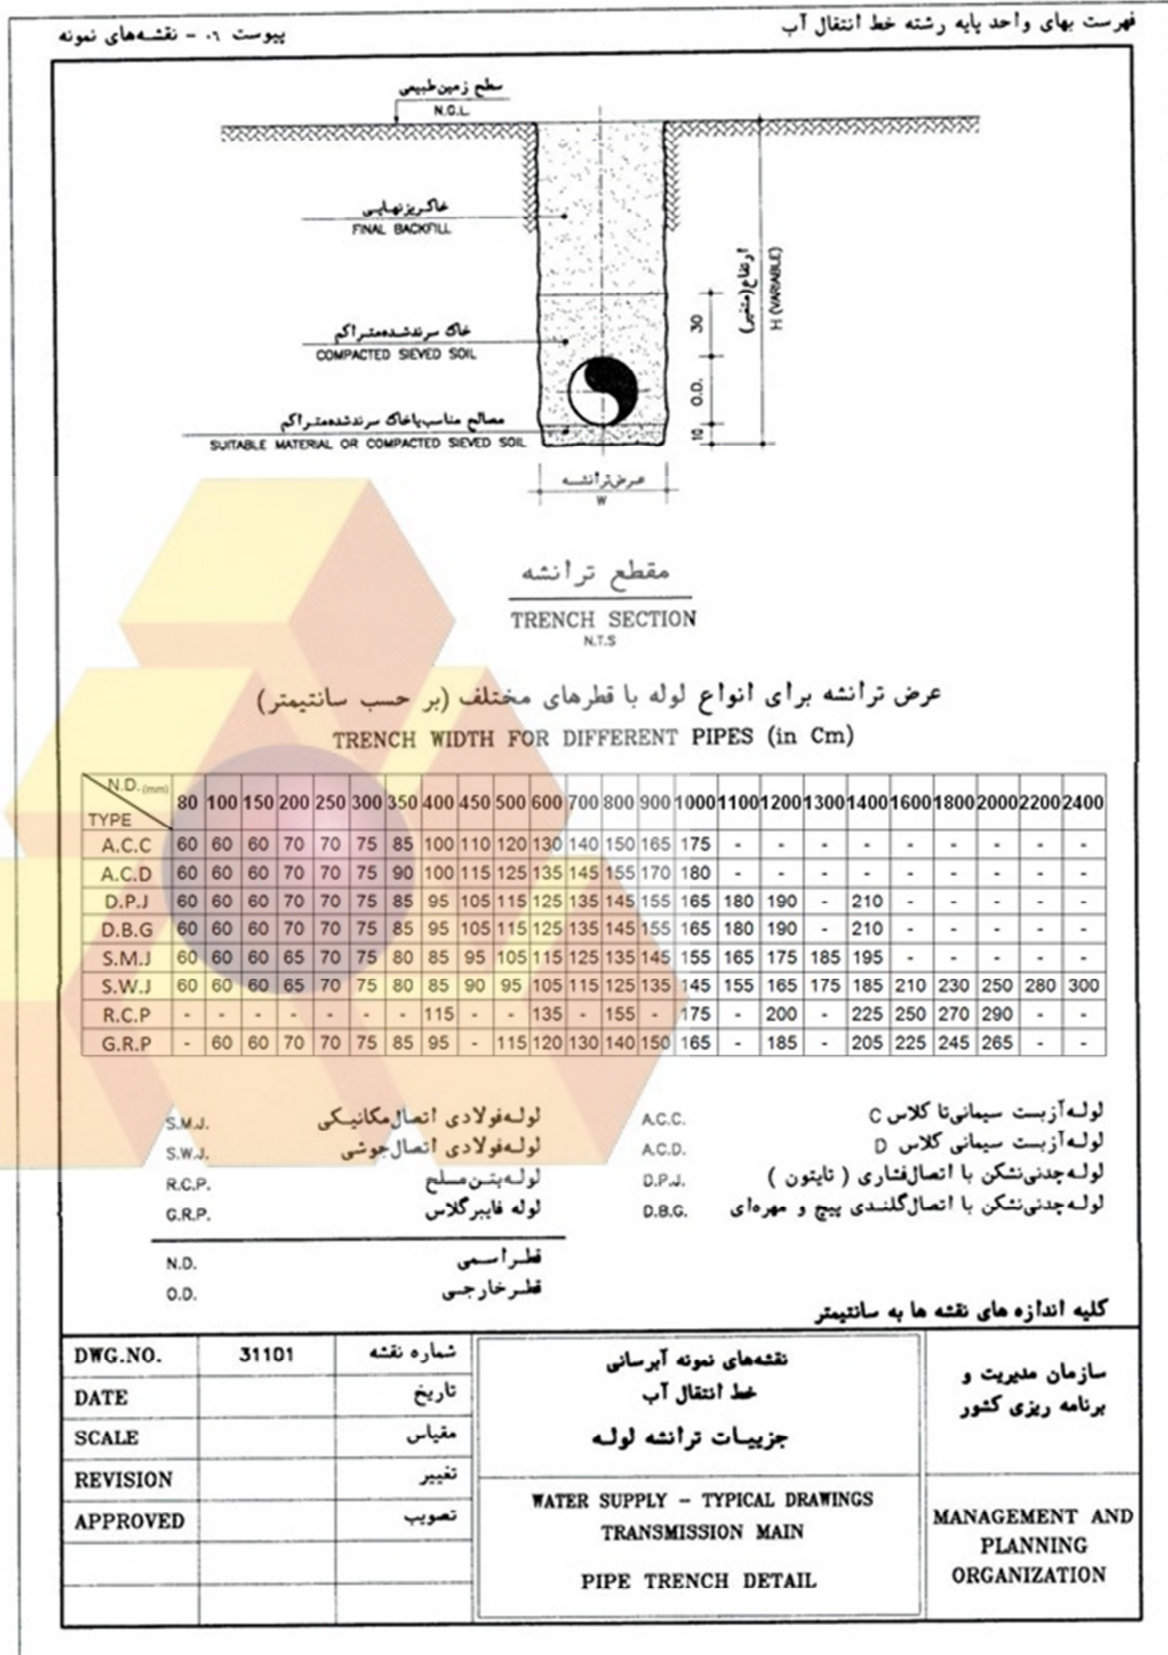 فهرست بهای واحد پایه رشته خط انتقال آب
پیوست ۰۶ - نقشه‌های نمونه
سطح زمین‌طبیعی
N.G.L.
خاکریزنهایی
FINAL BACKFILL
خاک سرندشده‌متراکم
COMPACTED SIEVED SOIL
مصالح مناسب‌یاخاک سرندشده‌متراکم
SUITABLE MATERIAL OR COMPACTED SIEVED SOIL
30
O.D.
10
ارتفاع(متغیر)
H (VARIABLE)
عرض‌ترانشه
W
مقطع ترانشه
TRENCH SECTION
N.T.S
عرض ترانشه برای انواع لوله با قطرهای مختلف (بر حسب سانتیمتر)
TRENCH WIDTH FOR DIFFERENT PIPES (in Cm)
N.D. (mm) 80 100 150 200 250 300 350 400 450 500 600 700 800 900 1000 1100 1200 1300 1400 1600 1800 2000 2200 2400
TYPE
A.C.C 60 60 60 70 70 75 85 100 110 120 130 140 150 165 175 - - - - - - - - -
A.C.D 60 60 60 70 70 75 90 100 115 125 135 145 155 170 180 - - - - - - - - -
D.P.J 60 60 60 70 70 75 85 95 105 115 125 135 145 155 165 180 190 - 210 - - - - -
D.B.G 60 60 60 70 70 75 85 95 105 115 125 135 145 155 165 180 190 - 210 - - - - -
S.M.J 60 60 60 65 70 75 80 85 95 105 115 125 135 145 155 165 175 185 195 - - - - -
S.W.J 60 60 60 65 70 75 80 85 90 95 105 115 125 135 145 155 165 175 185 210 230 250 280 300
R.C.P - - - - - - - 115 - - 135 - 155 - 175 - 200 - 225 250 270 290 - -
G.R.P - 60 60 70 70 75 85 95 - 115 120 130 140 150 165 - 185 - 205 225 245 265 - -
لوله‌آزبست سیمانی‌تا کلاس C A.C.C.
لوله‌آزبست سیمانی کلاس D A.C.D.
لوله‌چدنی‌نشکن با اتصال‌فشاری ( تایتون ) D.P.J.
لوله‌چدنی‌نشکن با اتصال‌گلندی پیچ و مهره‌ای D.B.G.
لوله‌فولادی اتصال‌مکانیکی S.M.J.
لوله‌فولادی اتصال‌جوشی S.W.J.
لوله‌بتن‌مسلح R.C.P.
لوله فایبرگلاس G.R.P.
قطراسمی N.D.
قطرخارجی O.D.
کلیه اندازه های نقشه ها به سانتیمتر
DWG.NO. 31101 شماره نقشه
DATE تاریخ
SCALE مقیاس
REVISION تغییر
APPROVED تصویب
نقشه‌های نمونه آبرسانی
خط انتقال آب
جزییات ترانشه لوله
WATER SUPPLY - TYPICAL DRAWINGS
TRANSMISSION MAIN
PIPE TRENCH DETAIL
سازمان مدیریت و
برنامه ریزی کشور
MANAGEMENT AND
PLANNING
ORGANIZATION